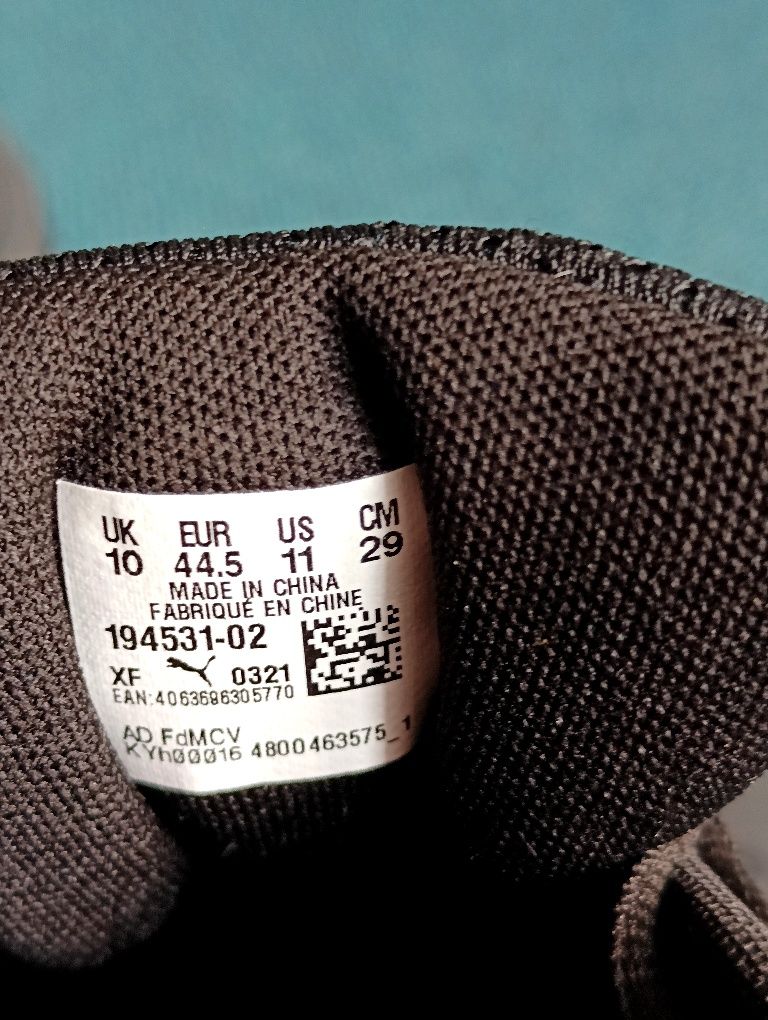 UK EUR US CM
10 44.5 11 29
MADE IN CHINA
FABRIQUÉ EN CHINE
194531-02
XF 0321
EAN:4063696305770
AD FdMCV
KYh00016 4800463575_1